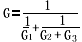 G = 1 / (1/G₁ + 1/(G₂ + G₃))